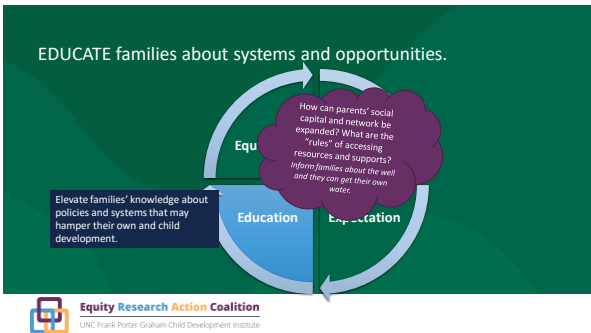 EDUCATE families about systems and opportunities.
How can parents' social
capital and network be
expanded? What are the
"rules" of accessing
resources and supports?
Inform families about the well
and they can get their own
water.
Equ
Elevate families' knowledge about
policies and systems that may
hamper their own and child
development.
Education
Expectation
Equity Research Action Coalition
UNC Frank Porter Graham Child Development Institute